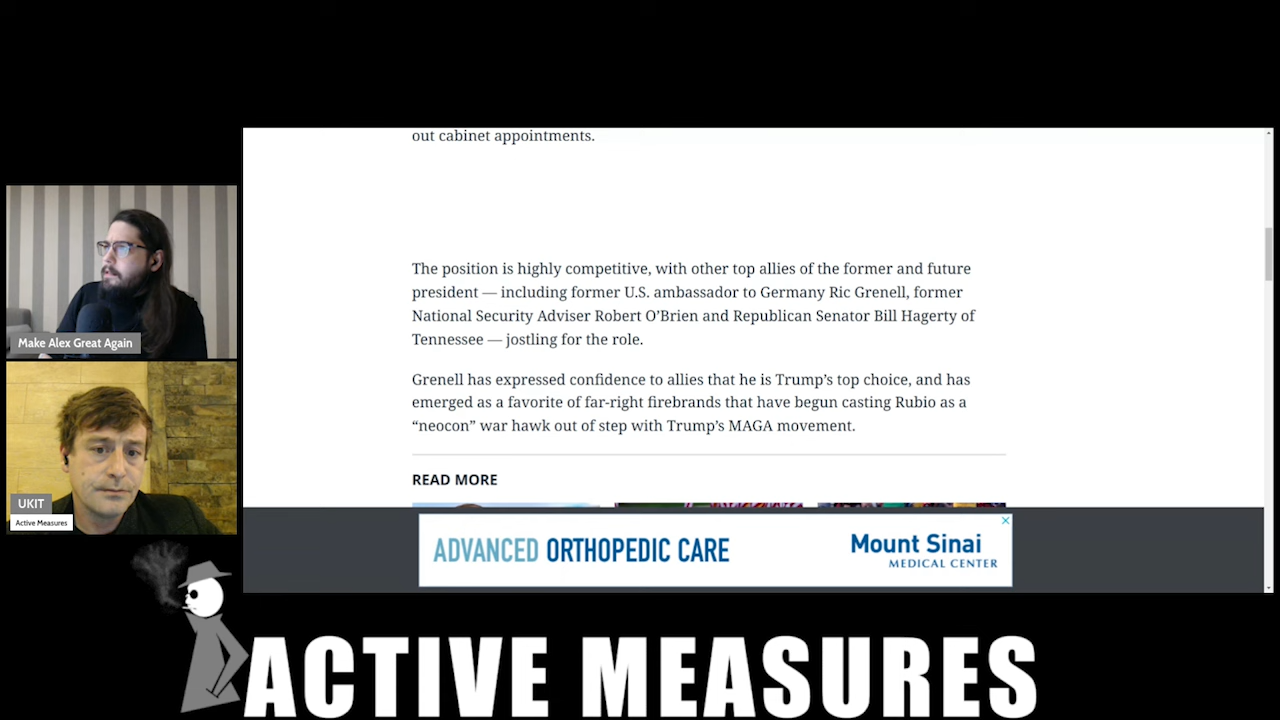 out cabinet appointments.
The position is highly competitive, with other top allies of the former and future
president — including former U.S. ambassador to Germany Ric Grenell, former
National Security Adviser Robert O’Brien and Republican Senator Bill Hagerty of
Tennessee — jostling for the role.
Grenell has expressed confidence to allies that he is Trump’s top choice, and has
emerged as a favorite of far-right firebrands that have begun casting Rubio as a
“neocon” war hawk out of step with Trump’s MAGA movement.
READ MORE
ADVANCED ORTHOPEDIC CARE
Mount Sinai
MEDICAL CENTER
Make Alex Great Again
UKIT
Active Measures
ACTIVE MEASURES